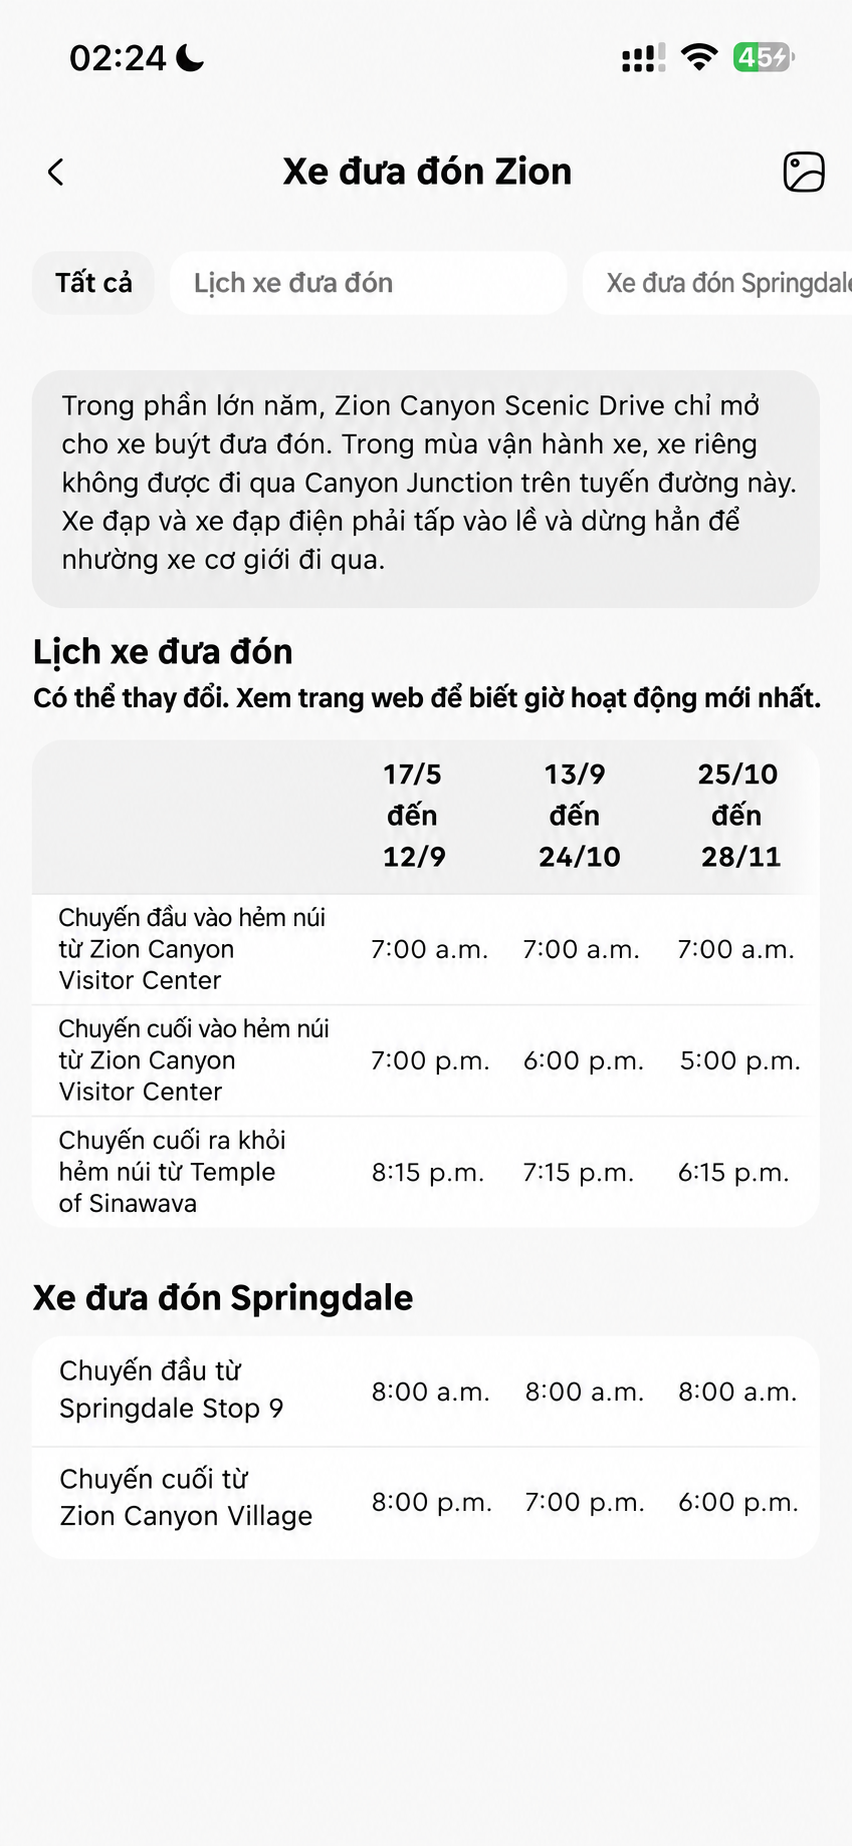 02:24
45
Xe đưa đón Zion
Tất cả
Lịch xe đưa đón
Xe đưa đón Springdale
Trong phần lớn năm, Zion Canyon Scenic Drive chỉ mở
cho xe buýt đưa đón. Trong mùa vận hành xe, xe riêng
không được đi qua Canyon Junction trên tuyến đường này.
Xe đạp và xe đạp điện phải tấp vào lề và dừng hẳn để
nhường xe cơ giới đi qua.
Lịch xe đưa đón
Có thể thay đổi. Xem trang web để biết giờ hoạt động mới nhất.
17/5 13/9 25/10
đến đến đến
12/9 24/10 28/11
Chuyến đầu vào hẻm núi
từ Zion Canyon 7:00 a.m. 7:00 a.m. 7:00 a.m.
Visitor Center
Chuyến cuối vào hẻm núi
từ Zion Canyon 7:00 p.m. 6:00 p.m. 5:00 p.m.
Visitor Center
Chuyến cuối ra khỏi
hẻm núi từ Temple 8:15 p.m. 7:15 p.m. 6:15 p.m.
of Sinawava
Xe đưa đón Springdale
Chuyến đầu từ
Springdale Stop 9 8:00 a.m. 8:00 a.m. 8:00 a.m.
Chuyến cuối từ
Zion Canyon Village 8:00 p.m. 7:00 p.m. 6:00 p.m.